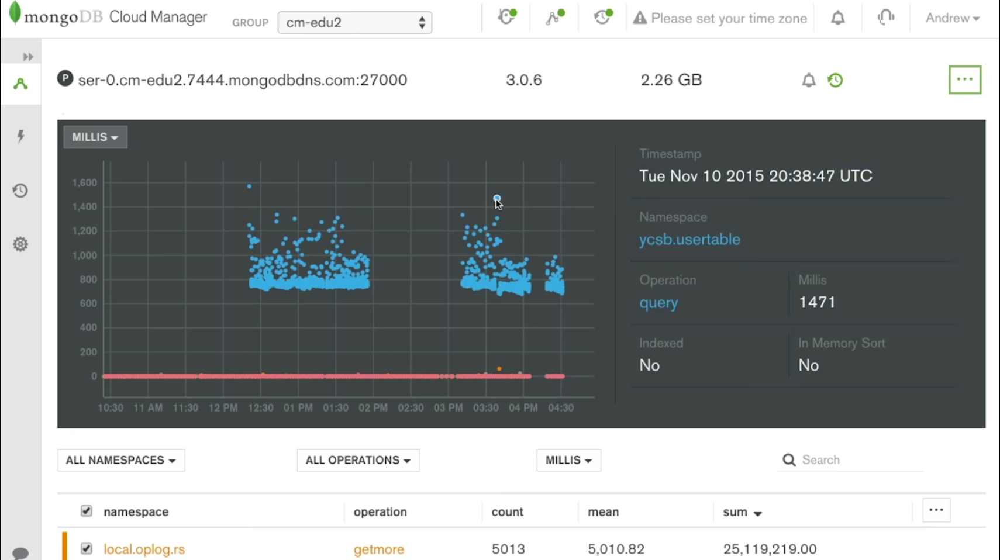 mongoDB Cloud Manager GROUP cm-edu2 Please set your time zone Andrew
P ser-0.cm-edu2.7444.mongodbdns.com:27000 3.0.6 2.26 GB ...
MILLIS
1,600
1,400
1,200
1,000
800
600
400
200
0
10:30 11 AM 11:30 12 PM 12:30 01 PM 01:30 02 PM 02:30 03 PM 03:30 04 PM 04:30
Timestamp
Tue Nov 10 2015 20:38:47 UTC
Namespace
ycsb.usertable
Operation Millis
query 1471
Indexed In Memory Sort
No No
ALL NAMESPACES ALL OPERATIONS MILLIS Search
namespace operation count mean sum ...
local.oplog.rs getmore 5013 5,010.82 25,119,219.00